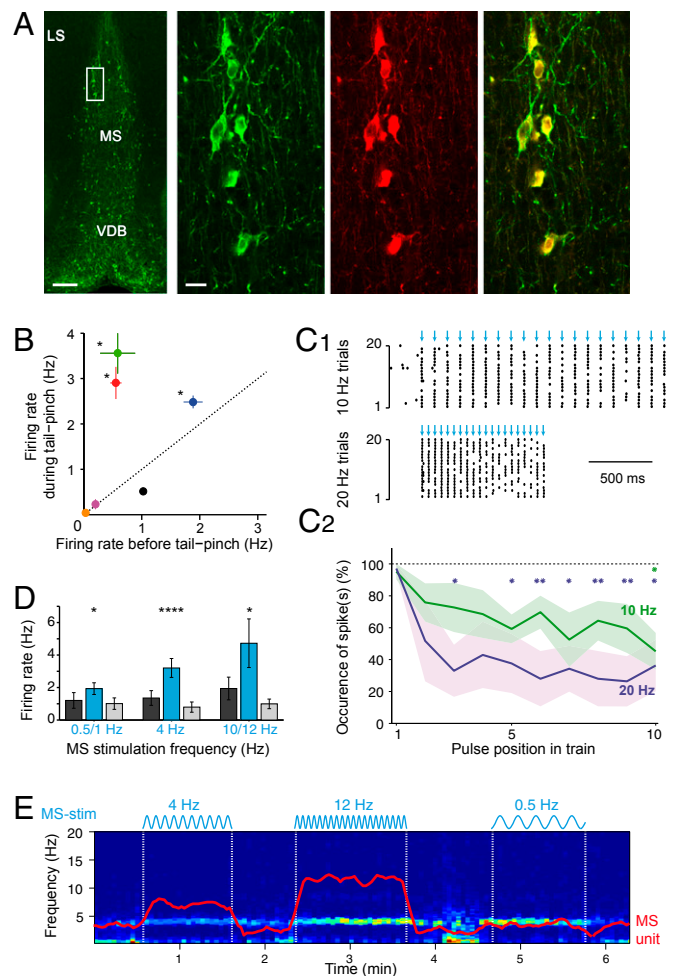 A
LS
MS
VDB
B
4
3
2
1
0
1
2
3
Firing rate
during tail−pinch (Hz)
*
*
*
Firing rate before tail−pinch (Hz)
C1
20
10 Hz trials
1
20
20 Hz trials
1
500 ms
C2
100
80
60
40
20
0
Occurence of spike(s) (%)
*
* * ** * ** ** *
10 Hz
20 Hz
1
5
10
Pulse position in train
D
6
4
2
0
Firing rate (Hz)
* **** *
0.5/1 Hz
4 Hz
10/12 Hz
MS stimulation frequency (Hz)
E
MS-stim
4 Hz
12 Hz
0.5 Hz
20
15
10
5
Frequency (Hz)
MS
unit
1
2
3
4
5
6
Time (min)